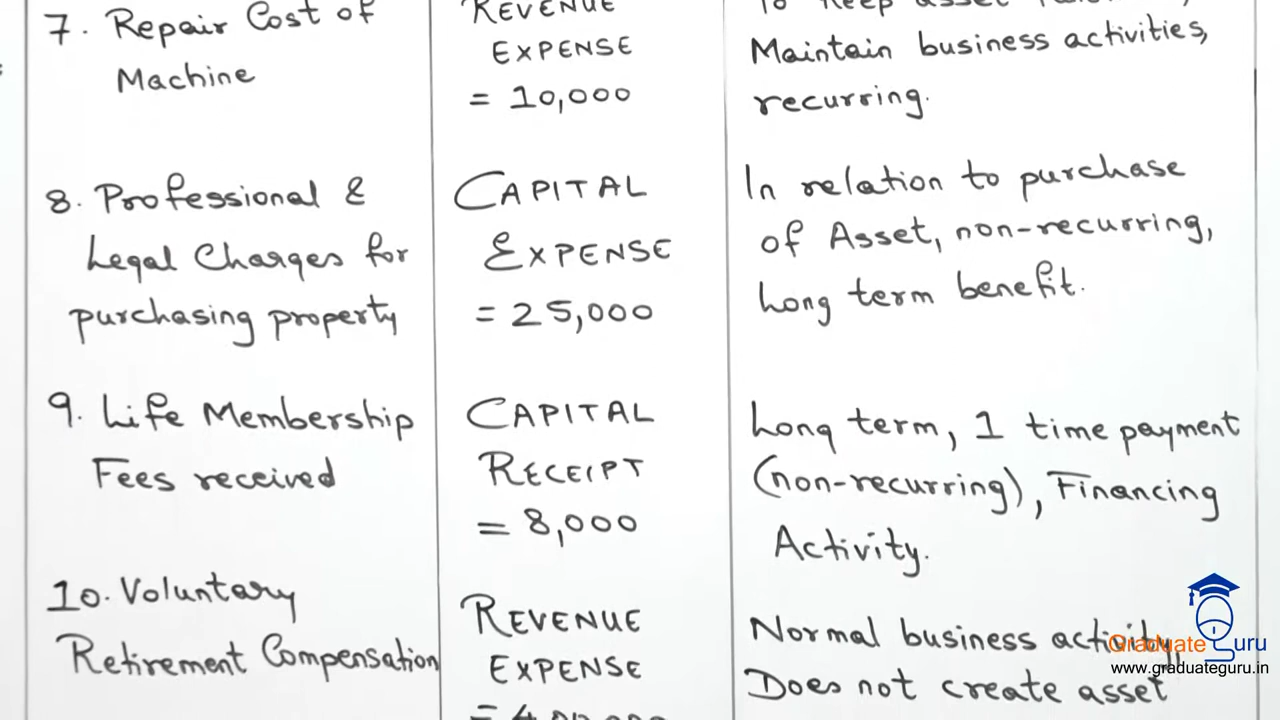 7. Repair Cost of
Machine
REVENUE
EXPENSE
= 10,000
Maintain business activities,
recurring.
8. Professional &
Legal Charges for
purchasing property
CAPITAL
EXPENSE
= 25,000
In relation to purchase
of Asset, non-recurring,
Long term benefit.
9. Life Membership
Fees received
CAPITAL
RECEIPT
= 8,000
Long term, 1 time payment
(non-recurring), Financing
Activity.
10. Voluntary
Retirement Compensation
REVENUE
EXPENSE
Normal business activity,
Does not create asset
Graduate Guru
www.graduateguru.in